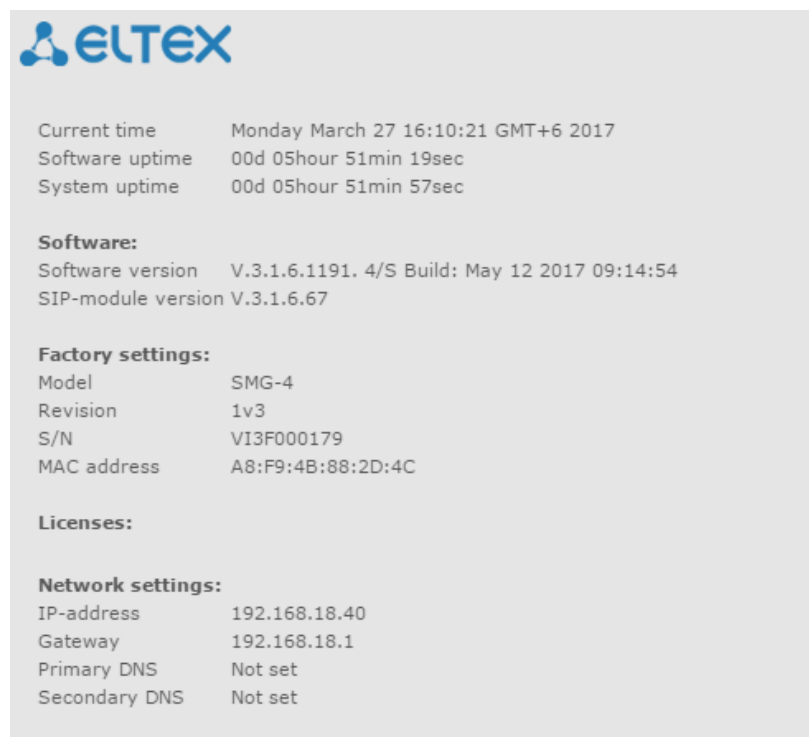 ELTEX
Current time Monday March 27 16:10:21 GMT+6 2017
Software uptime 00d 05hour 51min 19sec
System uptime 00d 05hour 51min 57sec
Software:
Software version V.3.1.6.1191. 4/S Build: May 12 2017 09:14:54
SIP-module version V.3.1.6.67
Factory settings:
Model SMG-4
Revision 1v3
S/N VI3F000179
MAC address A8:F9:4B:88:2D:4C
Licenses:
Network settings:
IP-address 192.168.18.40
Gateway 192.168.18.1
Primary DNS Not set
Secondary DNS Not set